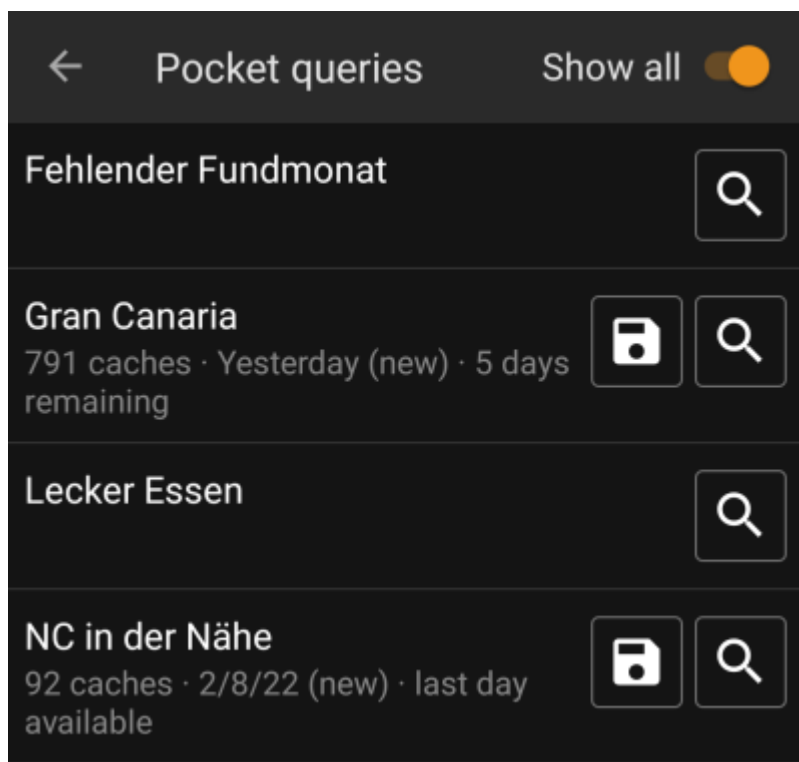 Pocket queries Show all
Fehlender Fundmonat
Gran Canaria
791 caches · Yesterday (new) · 5 days
remaining
Lecker Essen
NC in der Nähe
92 caches · 2/8/22 (new) · last day
available